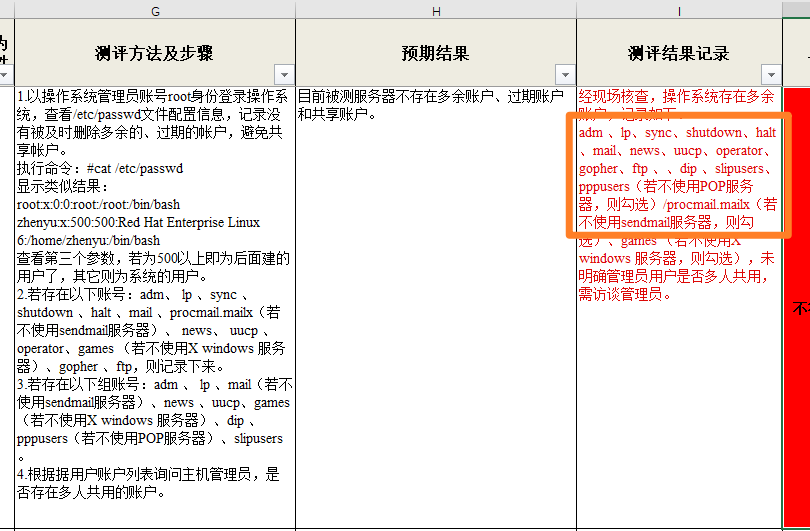 G
H
I
为
测评方法及步骤
预期结果
测评结果记录
1.以操作系统管理员账号root身份登录操作系
统，查看/etc/passwd文件配置信息，记录没
有被及时删除多余的、过期的帐户，避免共
享帐户。
执行命令：#cat /etc/passwd
显示类似结果：
root:x:0:0:root:/root:/bin/bash
zhenyu:x:500:500:Red Hat Enterprise Linux
6:/home/zhenyu:/bin/bash
查看第三个参数，若为500以上即为后面建的
用户了，其它则为系统的用户。
2.若存在以下账号：adm、 lp 、sync 、
shutdown 、halt 、mail 、procmail.mailx（若
不使用sendmail服务器）、 news、 uucp 、
operator、games （若不使用X windows 服务
器）、gopher 、ftp，则记录下来。
3.若存在以下组账号：adm 、 lp 、mail（若不
使用sendmail服务器）、news 、uucp、games
（若不使用X windows 服务器）、dip 、
pppusers（若不使用POP服务器）、slipusers
。
4.根据据用户账户列表询问主机管理员，是
否存在多人共用的账户。
目前被测服务器不存在多余账户、过期账户
和共享账户。
经现场核查，操作系统存在多余
账户，记录如下：
adm 、lp、sync、shutdown、halt
、mail、news、uucp、operator、
gopher、ftp 、、dip 、slipusers、
pppusers（若不使用POP服务
器，则勾选）/procmail.mailx（若
不使用sendmail服务器，则勾
选）、games （若不使用X
windows 服务器，则勾选），未
明确管理员用户是否多人共用，
需访谈管理员。